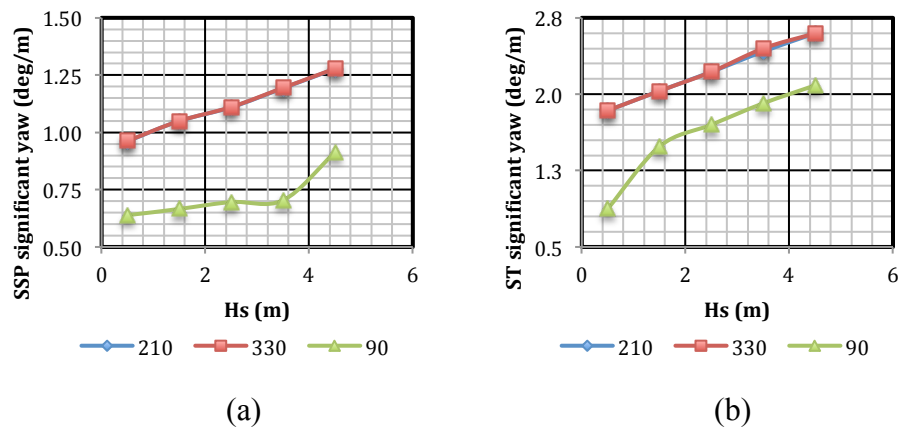 SSP significant yaw (deg/m)
1.50
1.25
1.00
0.75
0.50
0 2 4 6
Hs (m)
210 330 90
(a)
ST significant yaw (deg/m)
2.8
2.0
1.3
0.5
0 2 4 6
Hs (m)
210 330 90
(b)